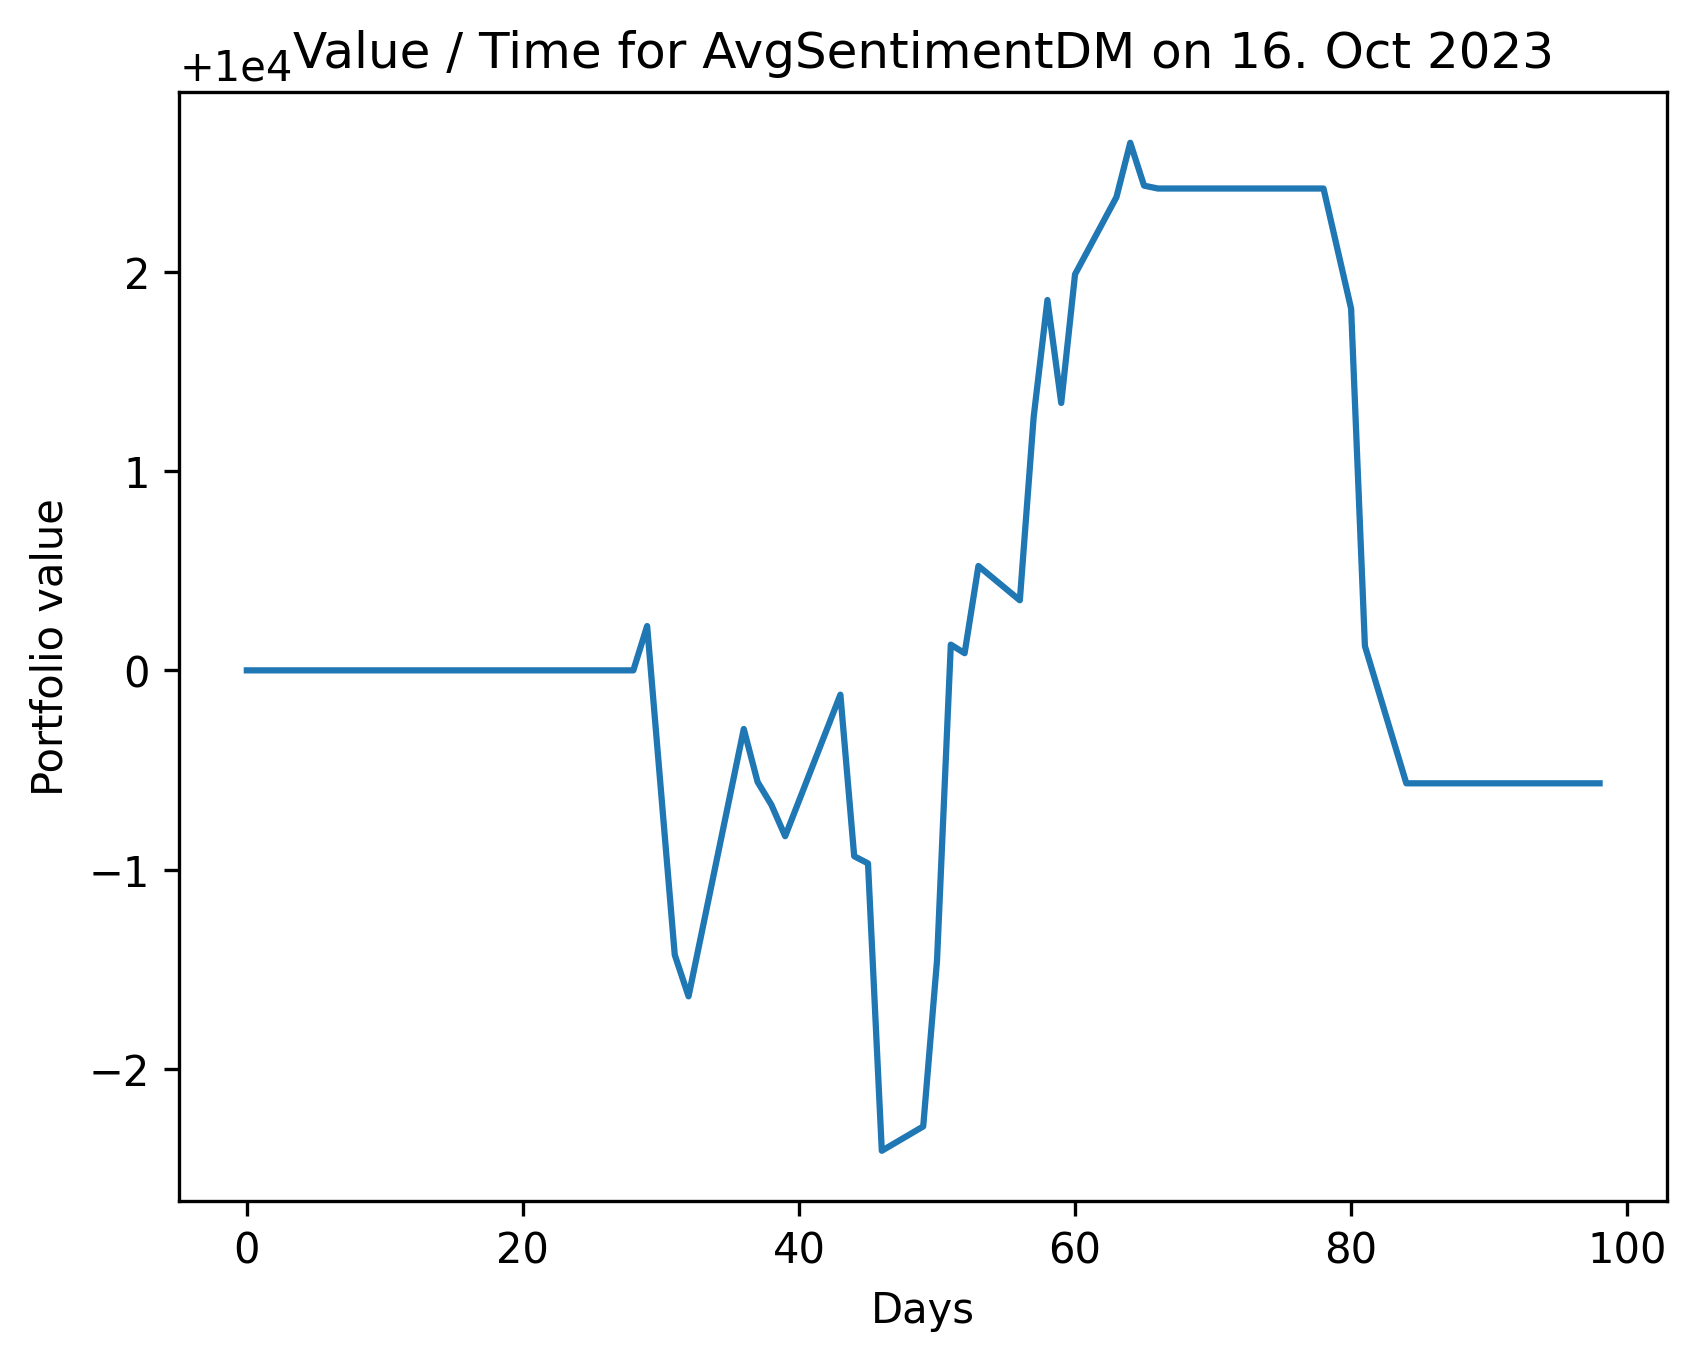 Value / Time for AvgSentimentDM on 16. Oct 2023
+1e4
2
1
0
−1
−2
Portfolio value
0 20 40 60 80 100
Days